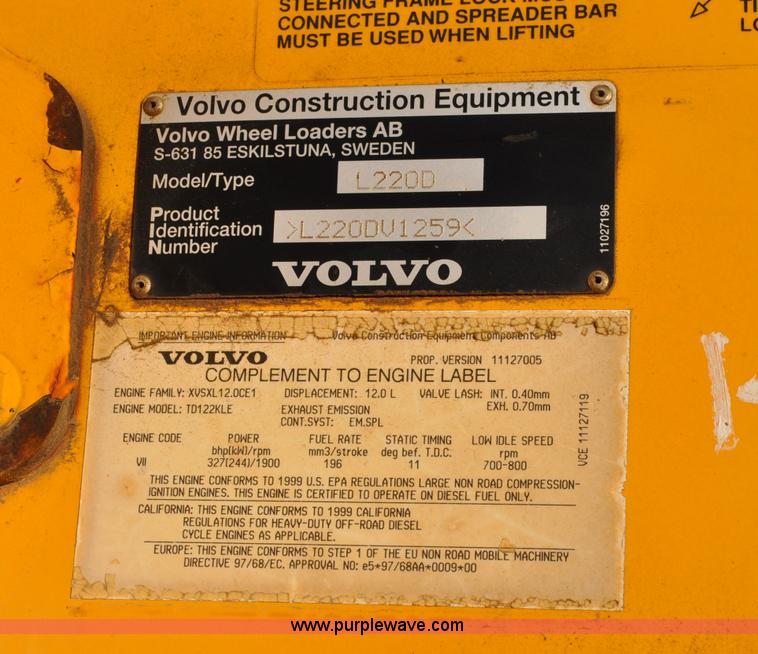 STEERING FRAME LOCK MUST
CONNECTED AND SPREADER BAR
MUST BE USED WHEN LIFTING
TI
LO
Volvo Construction Equipment
Volvo Wheel Loaders AB
S-631 85 ESKILSTUNA, SWEDEN
Model/Type L220D
Product
Identification >L220DV1259<
Number
11027196
VOLVO
IMPORTANT ENGINE INFORMATION Volvo Construction Equipment Components AB
VOLVO PROP. VERSION 11127005
COMPLEMENT TO ENGINE LABEL
ENGINE FAMILY: XVSXL12.0CE1 DISPLACEMENT: 12.0 L VALVE LASH: INT. 0.40mm
ENGINE MODEL: TD122KLE EXHAUST EMISSION EXH. 0.70mm
CONT.SYST: EM.SPL
ENGINE CODE POWER FUEL RATE STATIC TIMING LOW IDLE SPEED
bhp(kW)/rpm mm3/stroke deg bef. T.D.C. rpm
VII 327(244)/1900 196 11 700-800
VCE 11127119
THIS ENGINE CONFORMS TO 1999 U.S. EPA REGULATIONS LARGE NON ROAD COMPRESSION-
IGNITION ENGINES. THIS ENGINE IS CERTIFIED TO OPERATE ON DIESEL FUEL ONLY.
CALIFORNIA: THIS ENGINE CONFORMS TO 1999 CALIFORNIA
REGULATIONS FOR HEAVY-DUTY OFF-ROAD DIESEL
CYCLE ENGINES AS APPLICABLE.
EUROPE: THIS ENGINE CONFORMS TO STEP 1 OF THE EU NON ROAD MOBILE MACHINERY
DIRECTIVE 97/68/EC. APPROVAL NO: e5*97/68AA*0009*00
www.purplewave.com